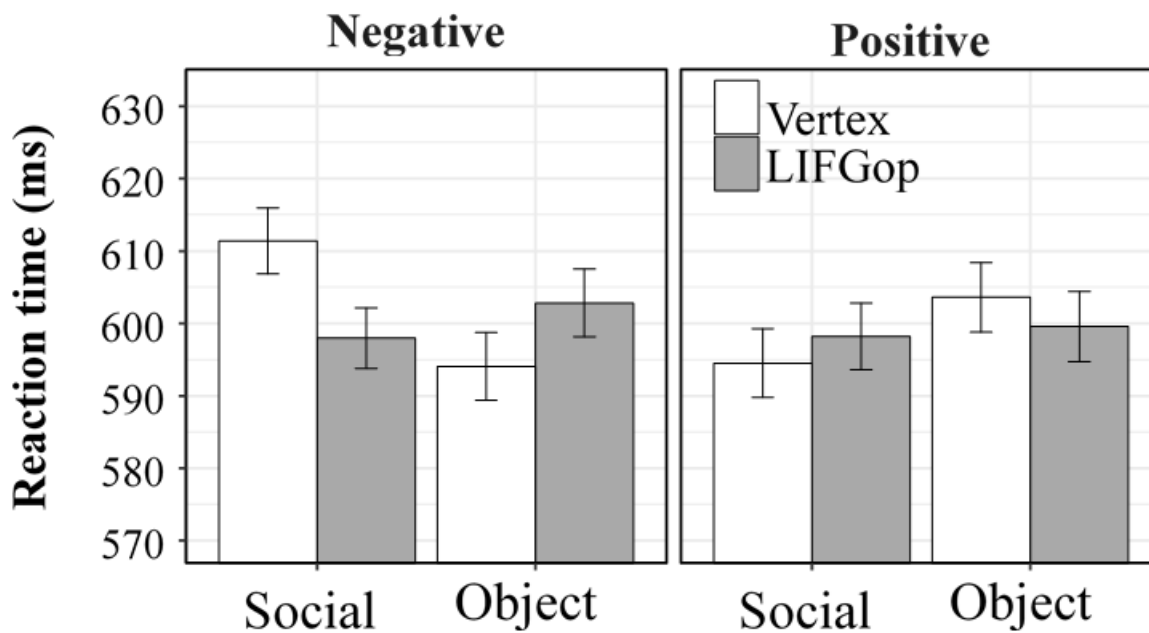 Negative
Positive
Reaction time (ms)
630
620
610
600
590
580
570
Vertex
LIFGop
Social
Object
Social
Object